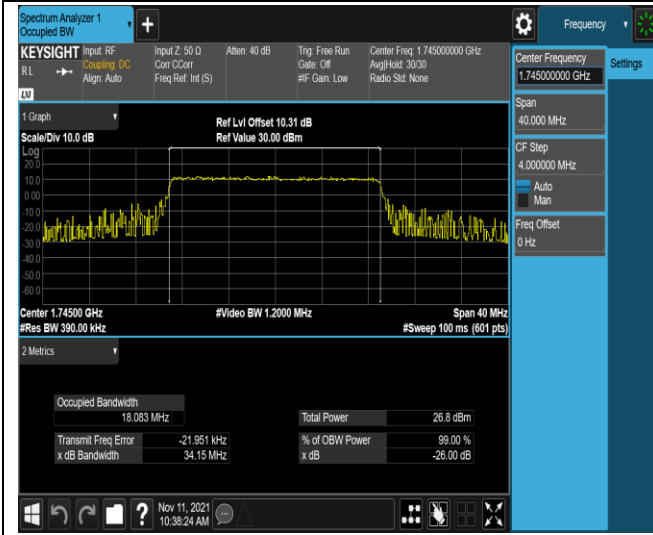 Spectrum Analyzer 1
Occupied BW
+
Frequency
KEYSIGHT
R L
LXI
Input: RF
Coupling: DC
Align: Auto
Input Z: 50 Ω
Corr CCorr
Freq Ref: Int (S)
Atten: 40 dB
Trig: Free Run
Gate: Off
#IF Gain: Low
Center Freq: 1.745000000 GHz
Avg|Hold: 30/30
Radio Std: None
Center Frequency
1.745000000 GHz
Settings
Span
40.000 MHz
CF Step
4.000000 MHz
Auto
Man
Freq Offset
0 Hz
1 Graph
Scale/Div 10.0 dB
Ref Lvl Offset 10.31 dB
Ref Value 30.00 dBm
Log
20.0
10.0
0.00
-10.0
-20.0
-30.0
-40.0
-50.0
-60.0
Center 1.74500 GHz
#Video BW 1.2000 MHz
Span 40 MHz
#Res BW 390.00 kHz
#Sweep 100 ms (601 pts)
2 Metrics
Occupied Bandwidth
18.083 MHz
Total Power 26.8 dBm
Transmit Freq Error -21.951 kHz
% of OBW Power 99.00 %
x dB Bandwidth 34.15 MHz
x dB -26.00 dB
?
Nov 11, 2021
10:38:24 AM